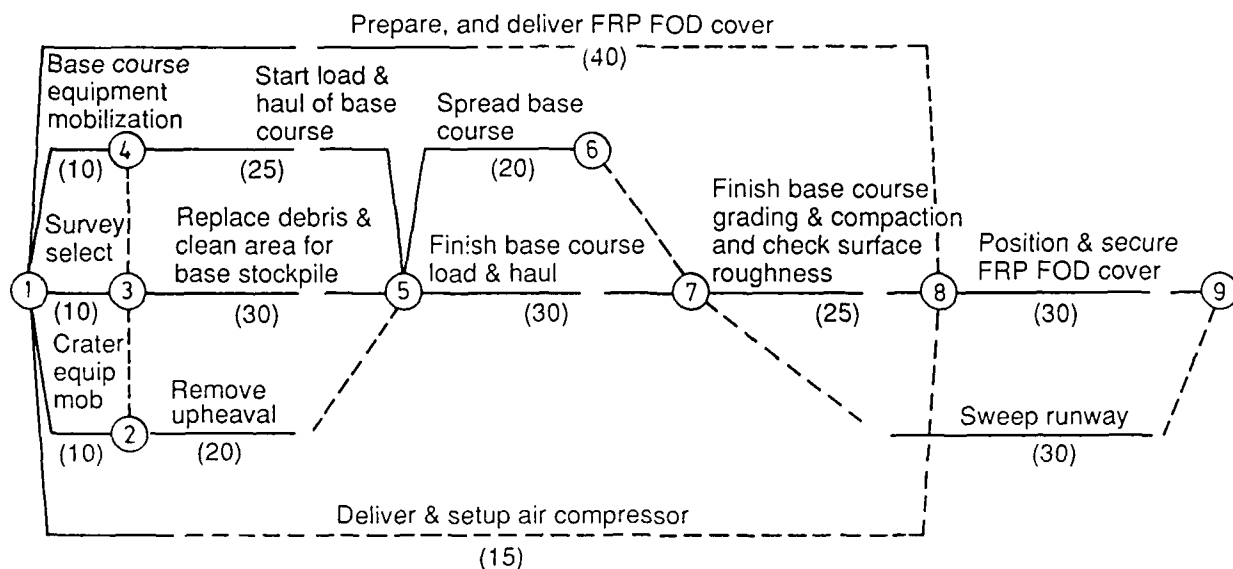 Prepare, and deliver FRP FOD cover
(40)
Base course
equipment
mobilization
Start load &
haul of base
course
Spread base
course
4
6
(10)
(25)
(20)
Survey
select
Replace debris &
clean area for
base stockpile
Finish base course
load & haul
Finish base course
grading & compaction
and check surface
roughness
Position & secure
FRP FOD cover
1
3
5
7
8
9
(10)
(30)
(30)
(25)
(30)
Crater
equip
mob
Remove
upheaval
Sweep runway
2
(10)
(20)
(30)
Deliver & setup air compressor
(15)